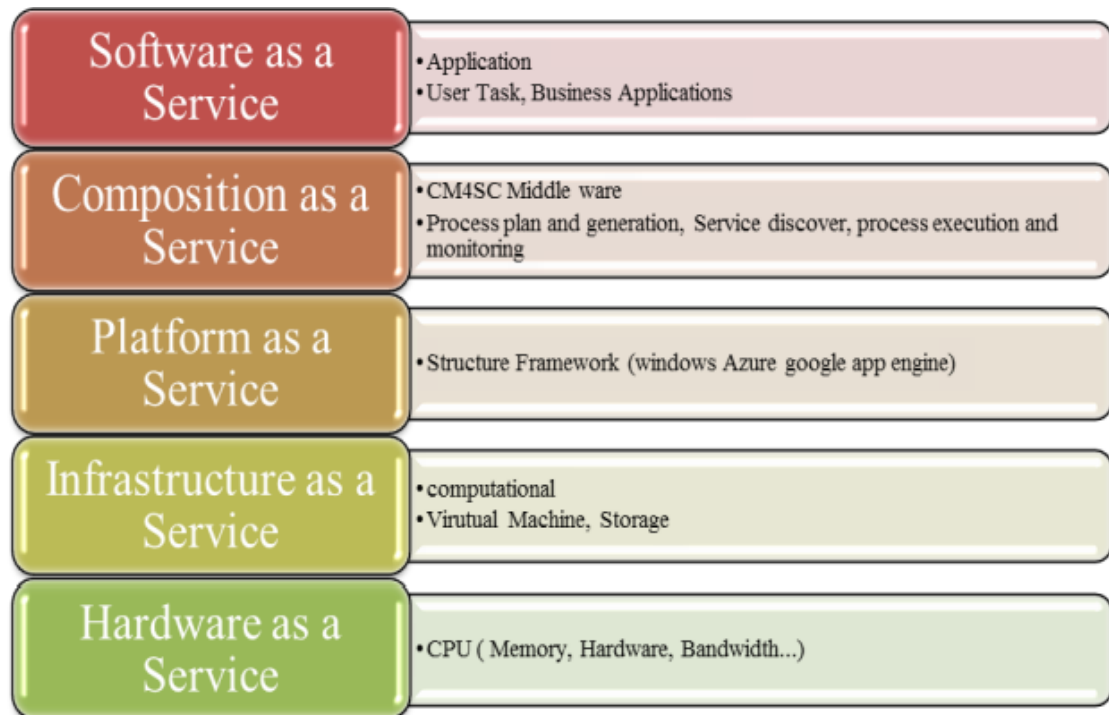 Software as a
Service
• Application
• User Task, Business Applications
Composition as a
Service
• CM4SC Middle ware
• Process plan and generation, Service discover, process execution and
monitoring
Platform as a
Service
• Structure Framework (windows Azure google app engine)
Infrastructure as a
Service
• computational
• Virutual Machine, Storage
Hardware as a
Service
• CPU ( Memory, Hardware, Bandwidth...)